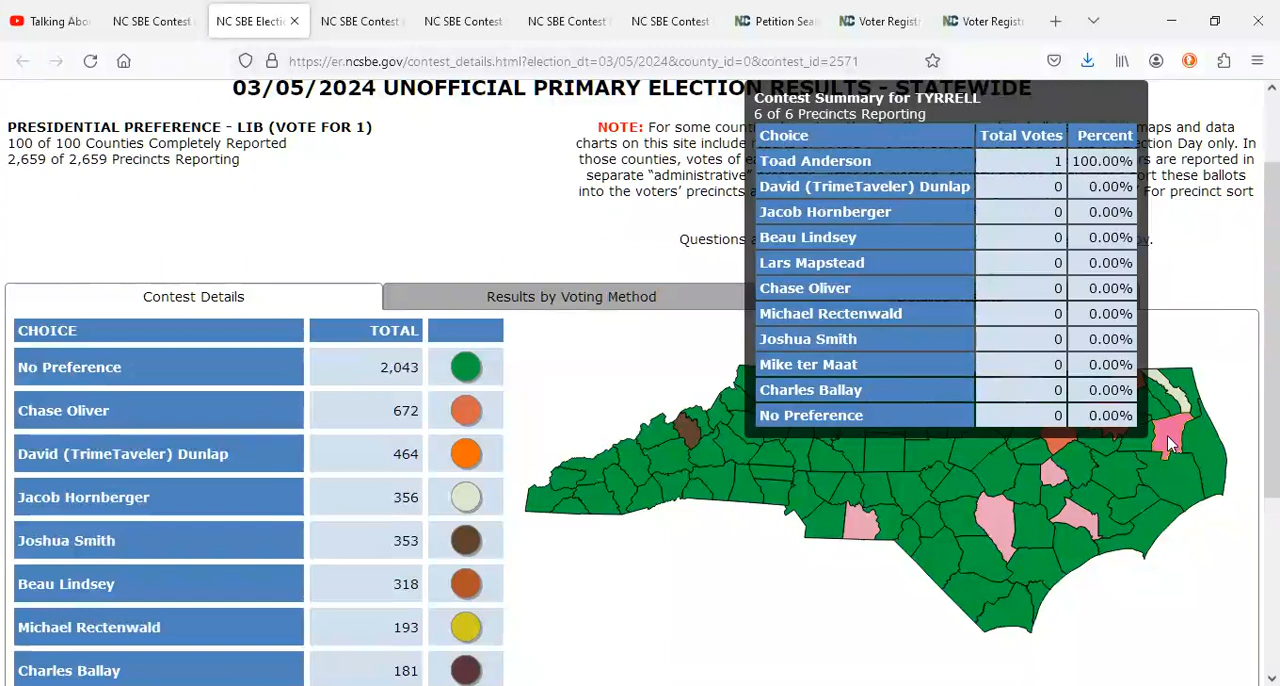 Talking Abo
NC SBE Contest
NC SBE Electi
NC SBE Contest
NC SBE Contest
NC SBE Contest
NC SBE Contest
Petition Sea
Voter Regist
Voter Regist
https://er.ncsbe.gov/contest_details.html?election_dt=03/05/2024&county_id=0&contest_id=2571
03/05/2024 UNOFFICIAL PRIMARY ELECTION RESULTS - STATEWIDE
PRESIDENTIAL PREFERENCE - LIB (VOTE FOR 1)
100 of 100 Counties Completely Reported
2,659 of 2,659 Precincts Reporting
NOTE: For some count maps and data
charts on this site include ction Day only. In
those counties, votes of ea rs are reported in
separate “administrative” ort these ballots
into the voters’ precincts a For precinct sort
Questions
Contest Summary for TYRRELL
6 of 6 Precincts Reporting
Choice Total Votes Percent
Toad Anderson 1 100.00%
David (TrimeTaveler) Dunlap 0 0.00%
Jacob Hornberger 0 0.00%
Beau Lindsey 0 0.00%
Lars Mapstead 0 0.00%
Chase Oliver 0 0.00%
Michael Rectenwald 0 0.00%
Joshua Smith 0 0.00%
Mike ter Maat 0 0.00%
Charles Ballay 0 0.00%
No Preference 0 0.00%
Contest Details
Results by Voting Method
CHOICE TOTAL
No Preference 2,043
Chase Oliver 672
David (TrimeTaveler) Dunlap 464
Jacob Hornberger 356
Joshua Smith 353
Beau Lindsey 318
Michael Rectenwald 193
Charles Ballay 181